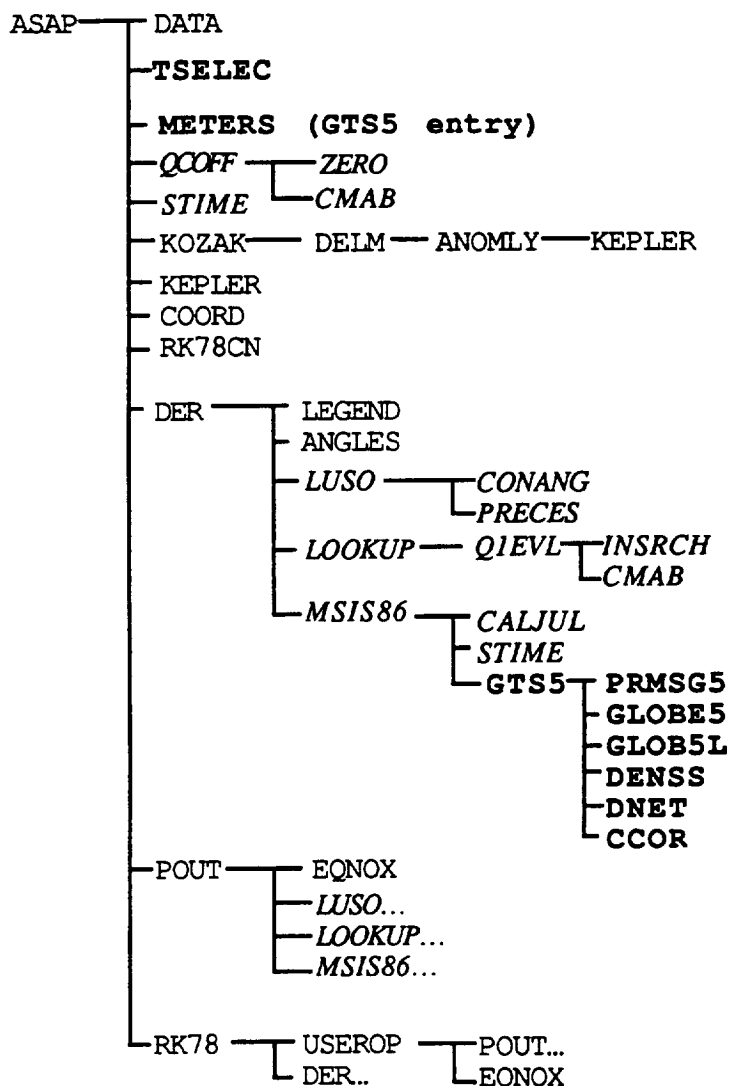 ASAP DATA
TSELEC
METERS (GTS5 entry)
QCOFF ZERO
CMAB
STIME
KOZAK DELM ANOMLY KEPLER
KEPLER
COORD
RK78CN
DER LEGEND
ANGLES
LUSO CONANG
PRECES
LOOKUP Q1EVL INSRCH
CMAB
MSIS86 CALJUL
STIME
GTS5 PRMSG5
GLOBE5
GLOB5L
DENSS
DNET
CCOR
POUT EQNOX
LUSO...
LOOKUP...
MSIS86...
RK78 USEROP POUT...
DER... EQNOX